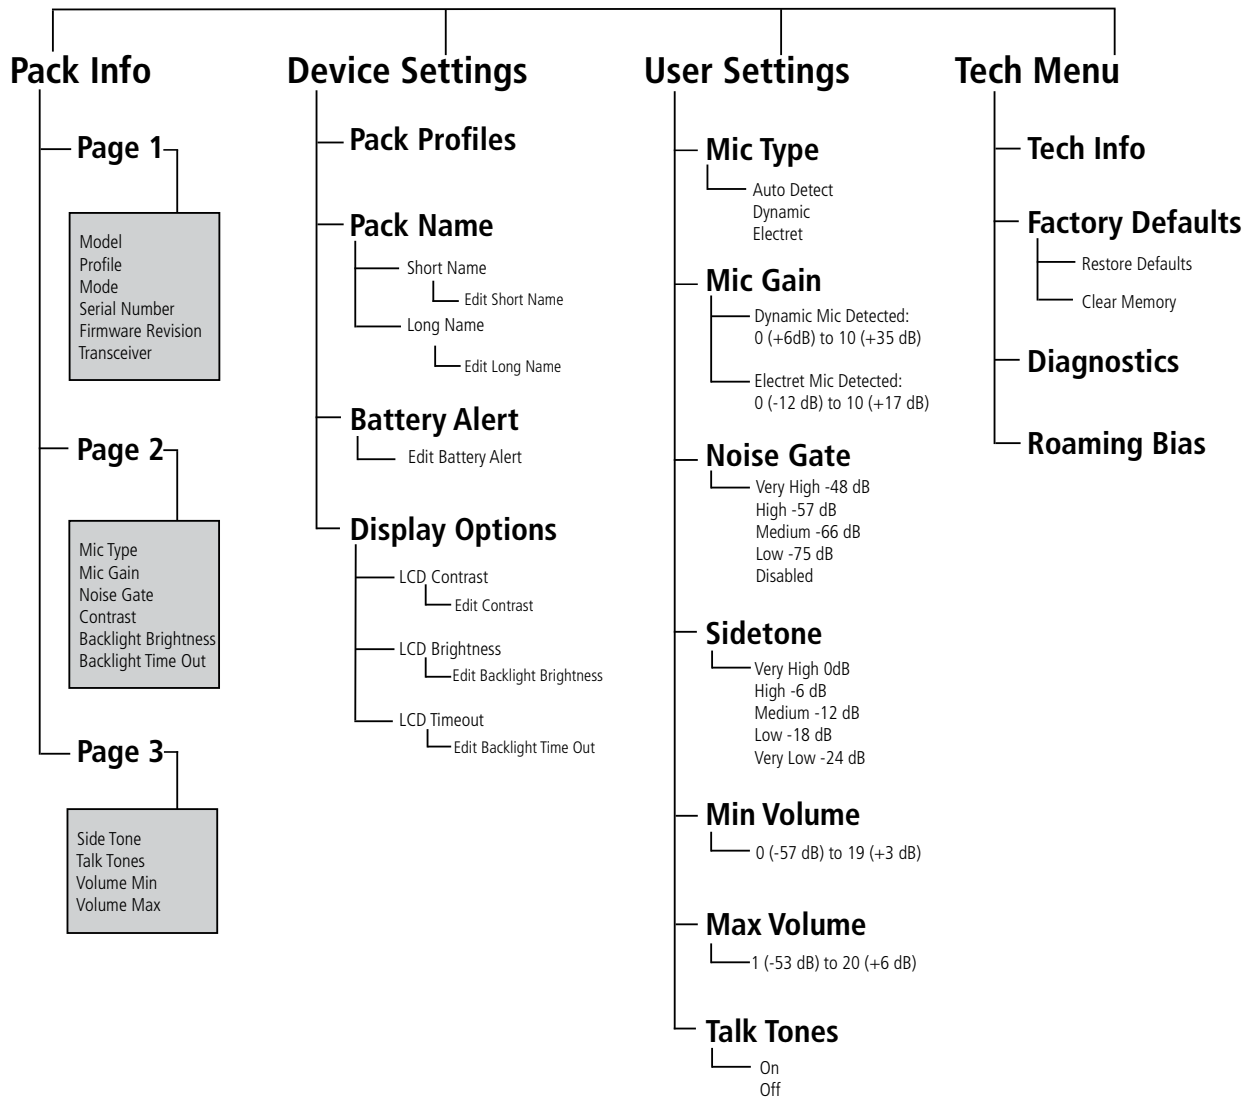 Pack Info
Page 1
Model
Profile
Mode
Serial Number
Firmware Revision
Transceiver
Page 2
Mic Type
Mic Gain
Noise Gate
Contrast
Backlight Brightness
Backlight Time Out
Page 3
Side Tone
Talk Tones
Volume Min
Volume Max
Device Settings
Pack Profiles
Pack Name
Short Name
Edit Short Name
Long Name
Edit Long Name
Battery Alert
Edit Battery Alert
Display Options
LCD Contrast
Edit Contrast
LCD Brightness
Edit Backlight Brightness
LCD Timeout
Edit Backlight Time Out
User Settings
Mic Type
Auto Detect
Dynamic
Electret
Mic Gain
Dynamic Mic Detected:
0 (+6dB) to 10 (+35 dB)
Electret Mic Detected:
0 (-12 dB) to 10 (+17 dB)
Noise Gate
Very High -48 dB
High -57 dB
Medium -66 dB
Low -75 dB
Disabled
Sidetone
Very High 0dB
High -6 dB
Medium -12 dB
Low -18 dB
Very Low -24 dB
Min Volume
0 (-57 dB) to 19 (+3 dB)
Max Volume
1 (-53 dB) to 20 (+6 dB)
Talk Tones
On
Off
Tech Menu
Tech Info
Factory Defaults
Restore Defaults
Clear Memory
Diagnostics
Roaming Bias